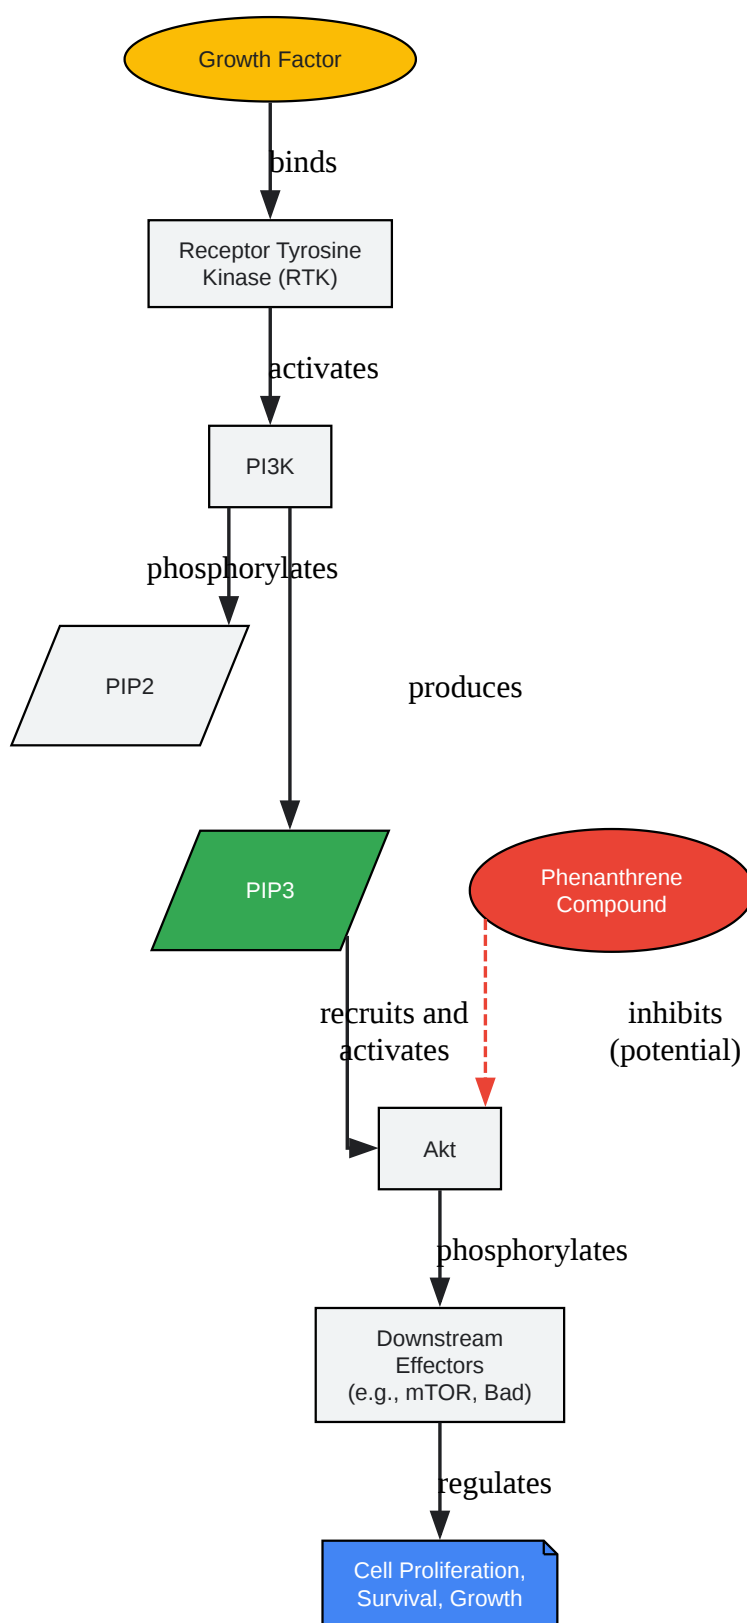 Growth Factor
binds
Receptor Tyrosine
Kinase (RTK)
activates
PI3K
phosphorylates
PIP2
produces
PIP3
Phenanthrene
Compound
recruits and
activates
inhibits
(potential)
Akt
phosphorylates
Downstream
Effectors
(e.g., mTOR, Bad)
regulates
Cell Proliferation,
Survival, Growth